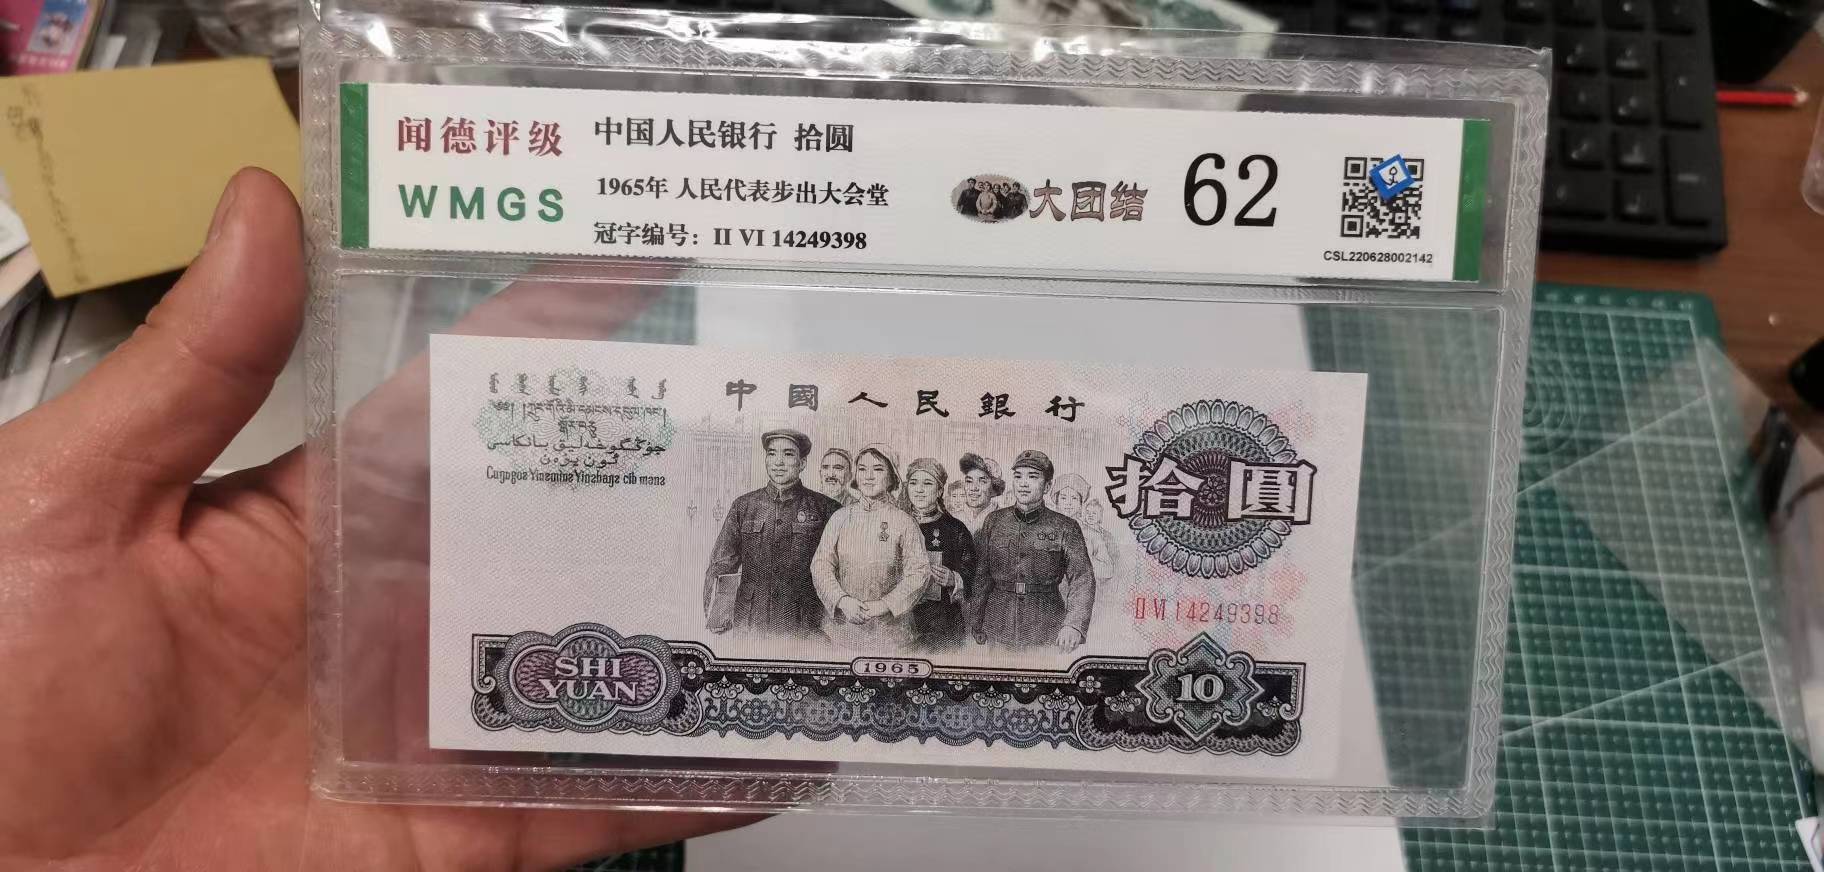 闻德评级
WMGS
中国人民银行 拾圆
1965年 人民代表步出大会堂
冠字编号：II VI 14249398
大团结
62
CSL220628002142
中國人民銀行
拾圓
II VI 14249398
1965
SHI
YUAN
10